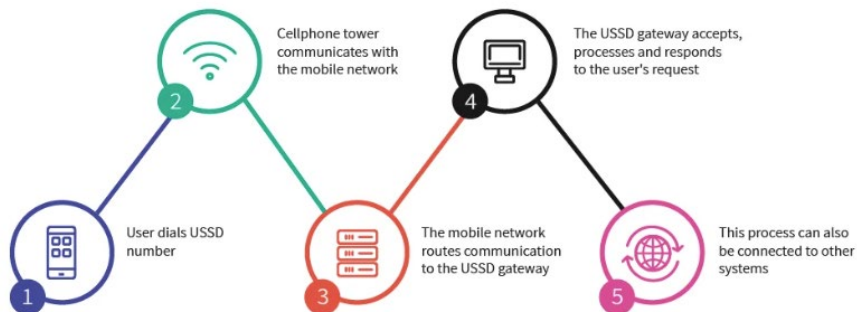 1
User dials USSD
number
2
Cellphone tower
communicates with
the mobile network
3
The mobile network
routes communication
to the USSD gateway
4
The USSD gateway accepts,
processes and responds
to the user's request
5
This process can also
be connected to other
systems